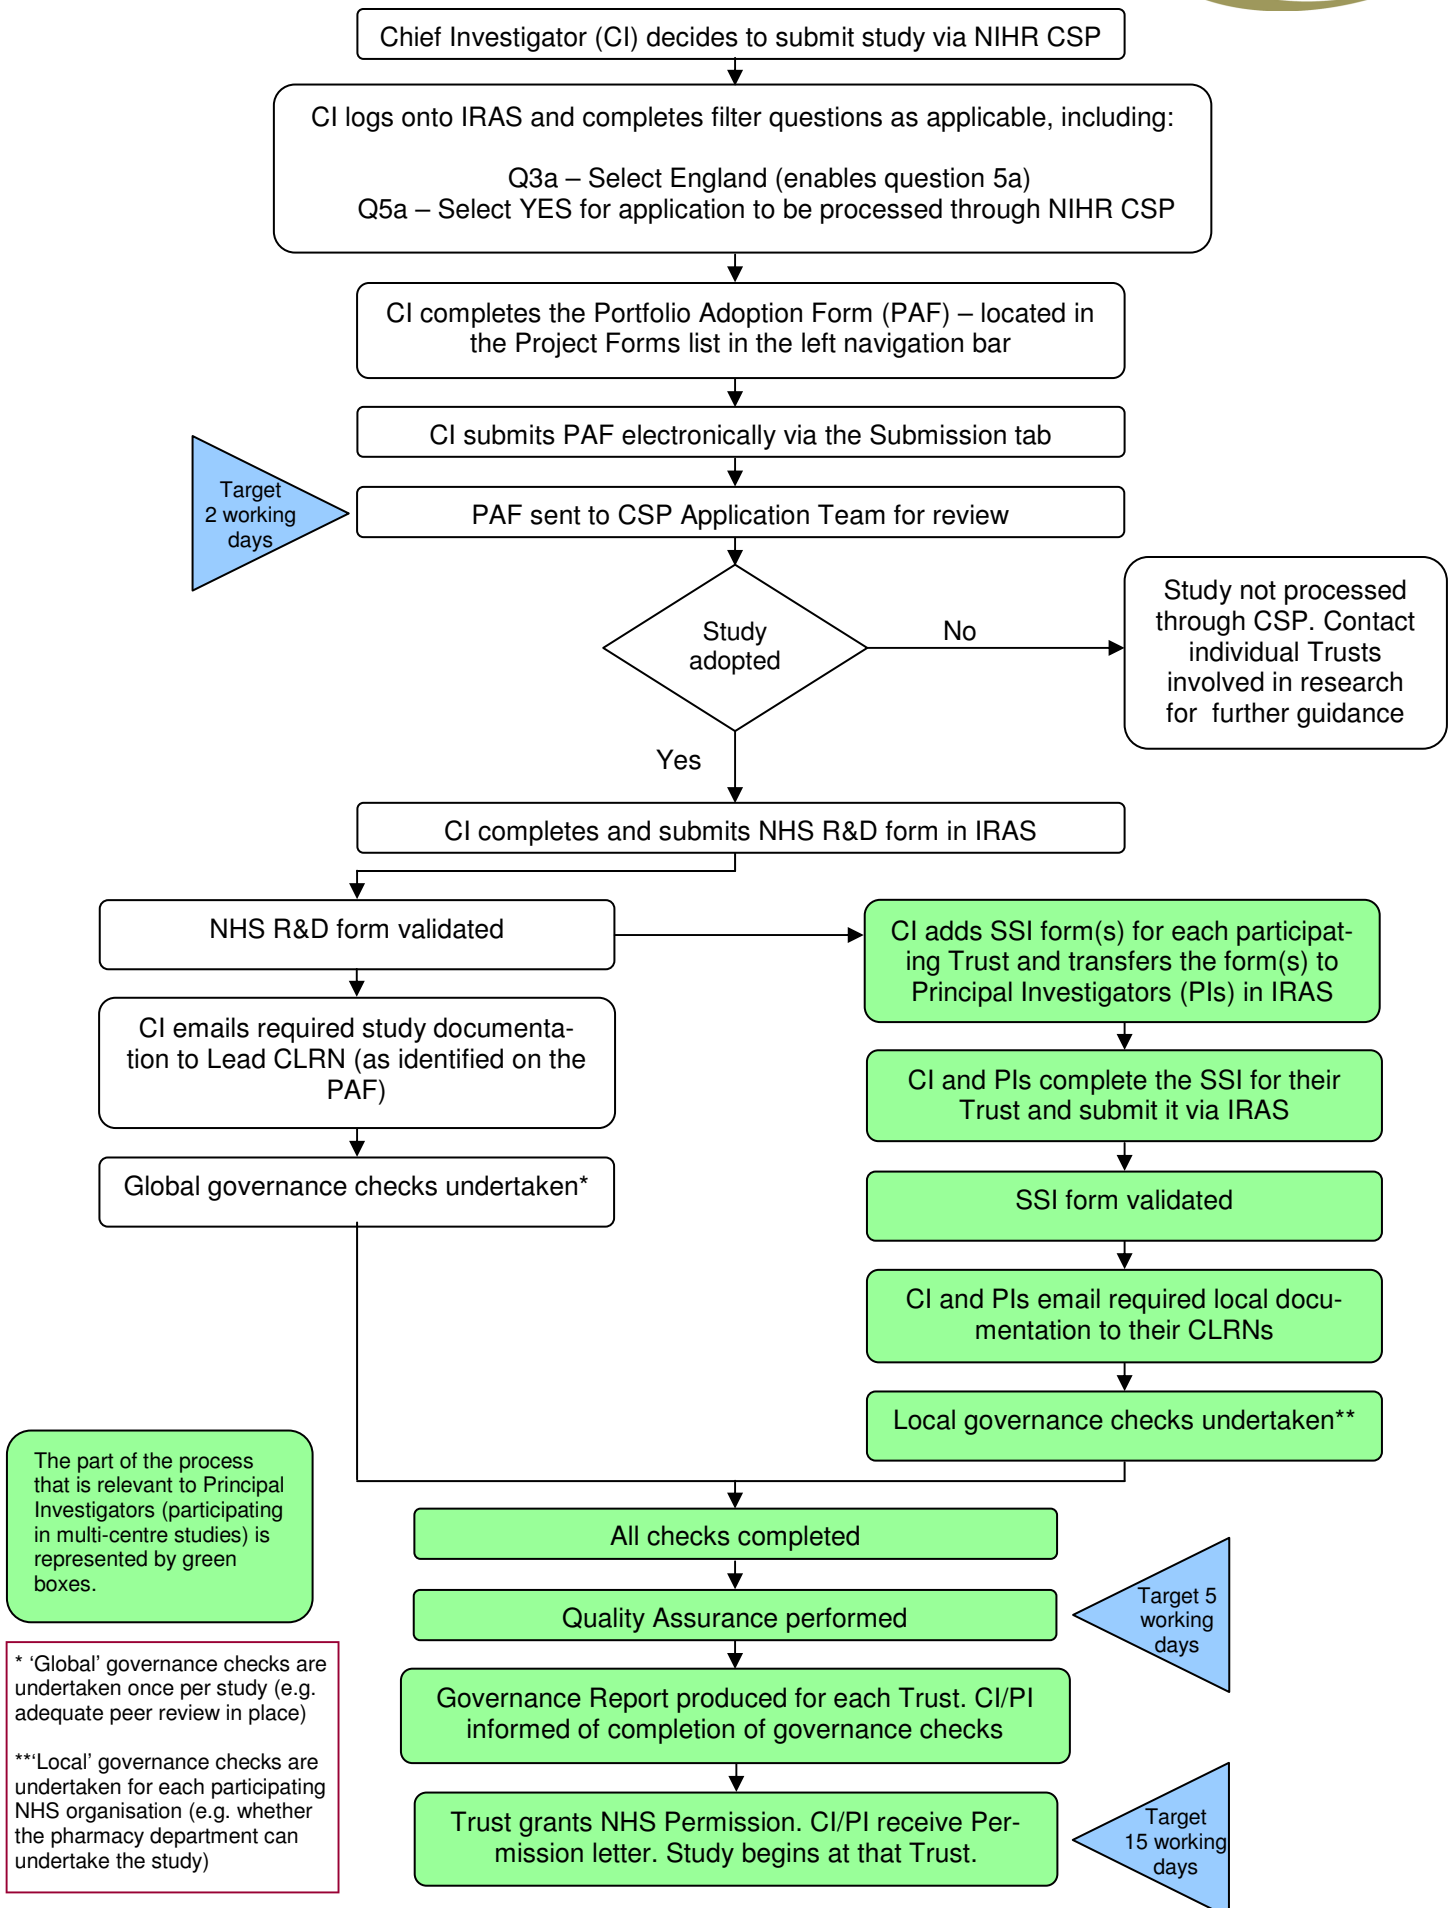 Chief Investigator (CI) decides to submit study via NIHR CSP
CI logs onto IRAS and completes filter questions as applicable, including:
Q3a – Select England (enables question 5a)
Q5a – Select YES for application to be processed through NIHR CSP
CI completes the Portfolio Adoption Form (PAF) – located in
the Project Forms list in the left navigation bar
CI submits PAF electronically via the Submission tab
Target
2 working
days
PAF sent to CSP Application Team for review
Study
adopted
No
Study not processed
through CSP. Contact
individual Trusts
involved in research
for further guidance
Yes
CI completes and submits NHS R&D form in IRAS
NHS R&D form validated
CI emails required study documenta-
tion to Lead CLRN (as identified on the
PAF)
Global governance checks undertaken*
CI adds SSI form(s) for each participat-
ing Trust and transfers the form(s) to
Principal Investigators (PIs) in IRAS
CI and PIs complete the SSI for their
Trust and submit it via IRAS
SSI form validated
CI and PIs email required local docu-
mentation to their CLRNs
Local governance checks undertaken**
The part of the process
that is relevant to Principal
Investigators (participating
in multi-centre studies) is
represented by green
boxes.
All checks completed
Quality Assurance performed
Target 5
working
days
Governance Report produced for each Trust. CI/PI
informed of completion of governance checks
Trust grants NHS Permission. CI/PI receive Per-
mission letter. Study begins at that Trust.
Target
15 working
days
* ‘Global’ governance checks are
undertaken once per study (e.g.
adequate peer review in place)
**‘Local’ governance checks are
undertaken for each participating
NHS organisation (e.g. whether
the pharmacy department can
undertake the study)